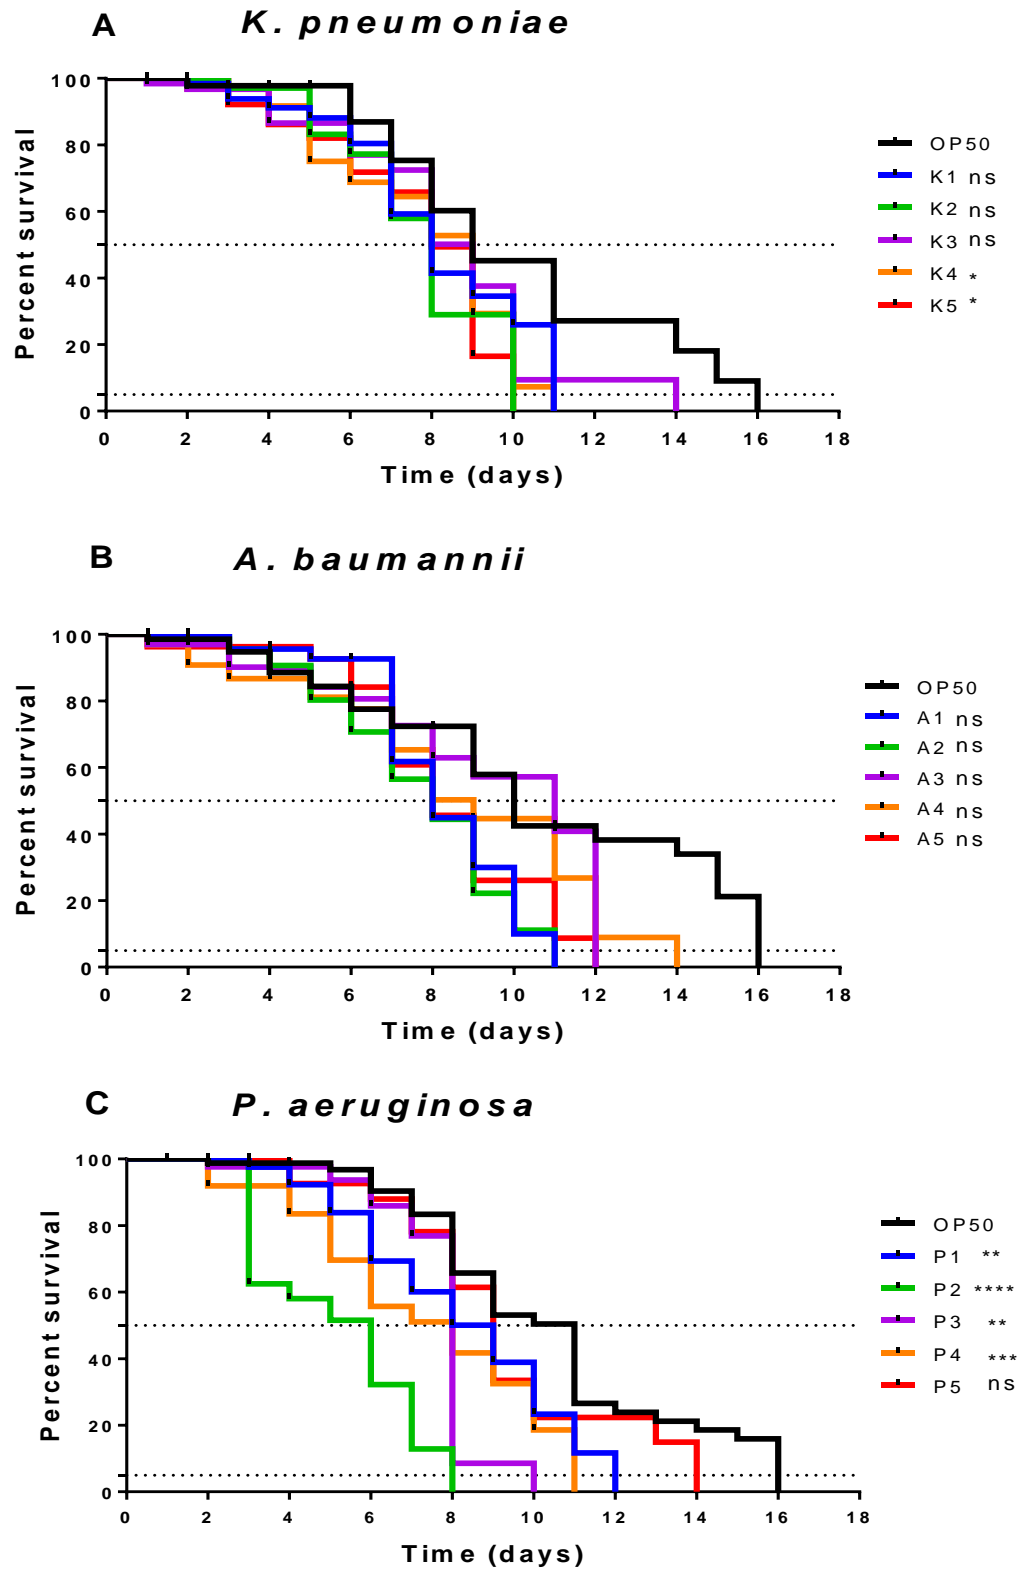 A K. pneumoniae
100
80
60
40
20
0
Percent survival
0 2 4 6 8 10 12 14 16 18
Time (days)
OP50
K1 ns
K2 ns
K3 ns
K4 *
K5 *
B A. baumannii
100
80
60
40
20
0
Percent survival
0 2 4 6 8 10 12 14 16 18
Time (days)
OP50
A1 ns
A2 ns
A3 ns
A4 ns
A5 ns
C P. aeruginosa
100
80
60
40
20
0
Percent survival
0 2 4 6 8 10 12 14 16 18
Time (days)
OP50
P1 **
P2 ****
P3 **
P4 ***
P5 ns